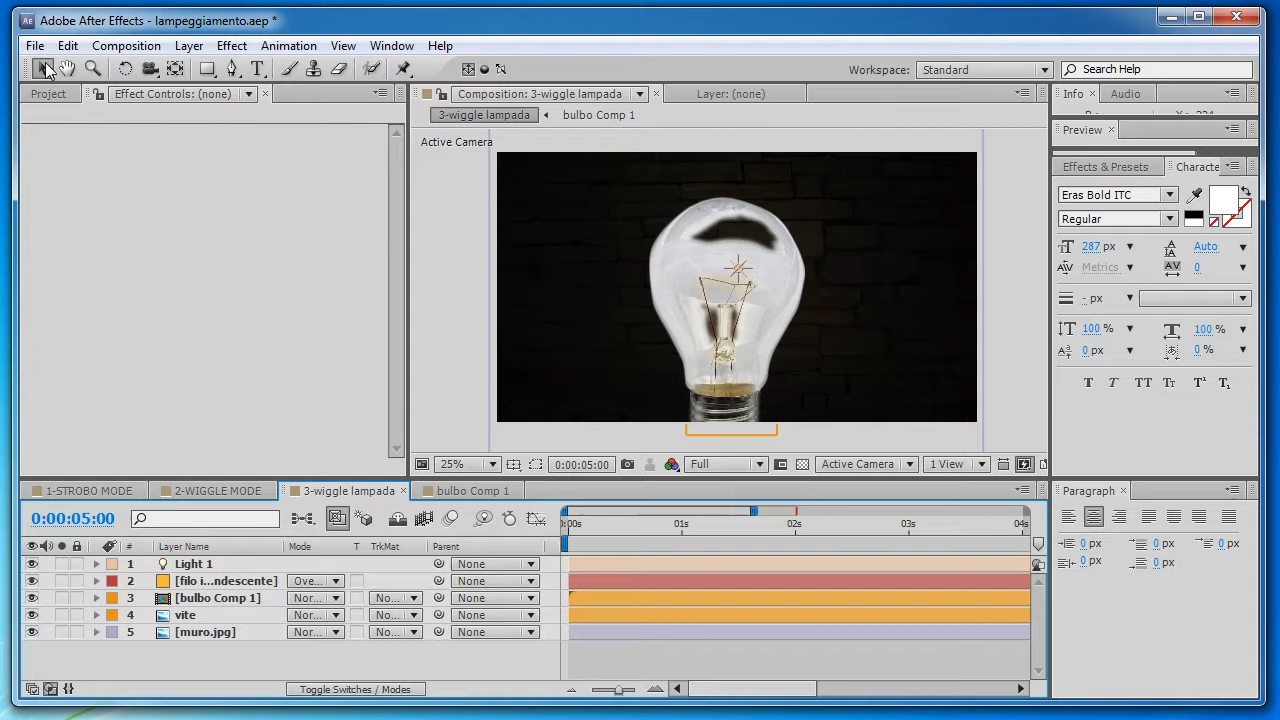 Adobe After Effects - lampeggiamento.aep *
File Edit Composition Layer Effect Animation View Window Help
Workspace: Standard Search Help
Project Effect Controls: (none) Composition: 3-wiggle lampada Layer: (none) Info Audio
3-wiggle lampada bulbo Comp 1
Preview
Active Camera
Effects & Presets Characte
Eras Bold ITC
Regular
287 px Auto
Metrics 0
- px
100 % 100 %
0 px 0 %
T T TT Tr T¹ T₁
25% 0:00:05:00 Full Active Camera 1 View
1-STROBO MODE 2-WIGGLE MODE 3-wiggle lampada bulbo Comp 1 Paragraph
0:00:05:00
:00s 01s 02s 03s 04s
# Layer Name Mode T TrkMat Parent
1 Light 1 None
2 [filo i...ndescente] Ove... None
3 [bulbo Comp 1] Nor... No... None
4 vite Nor... No... None
5 [muro.jpg] Nor... No... None
0 px 0 px 0 px
0 px 0 px
Toggle Switches / Modes